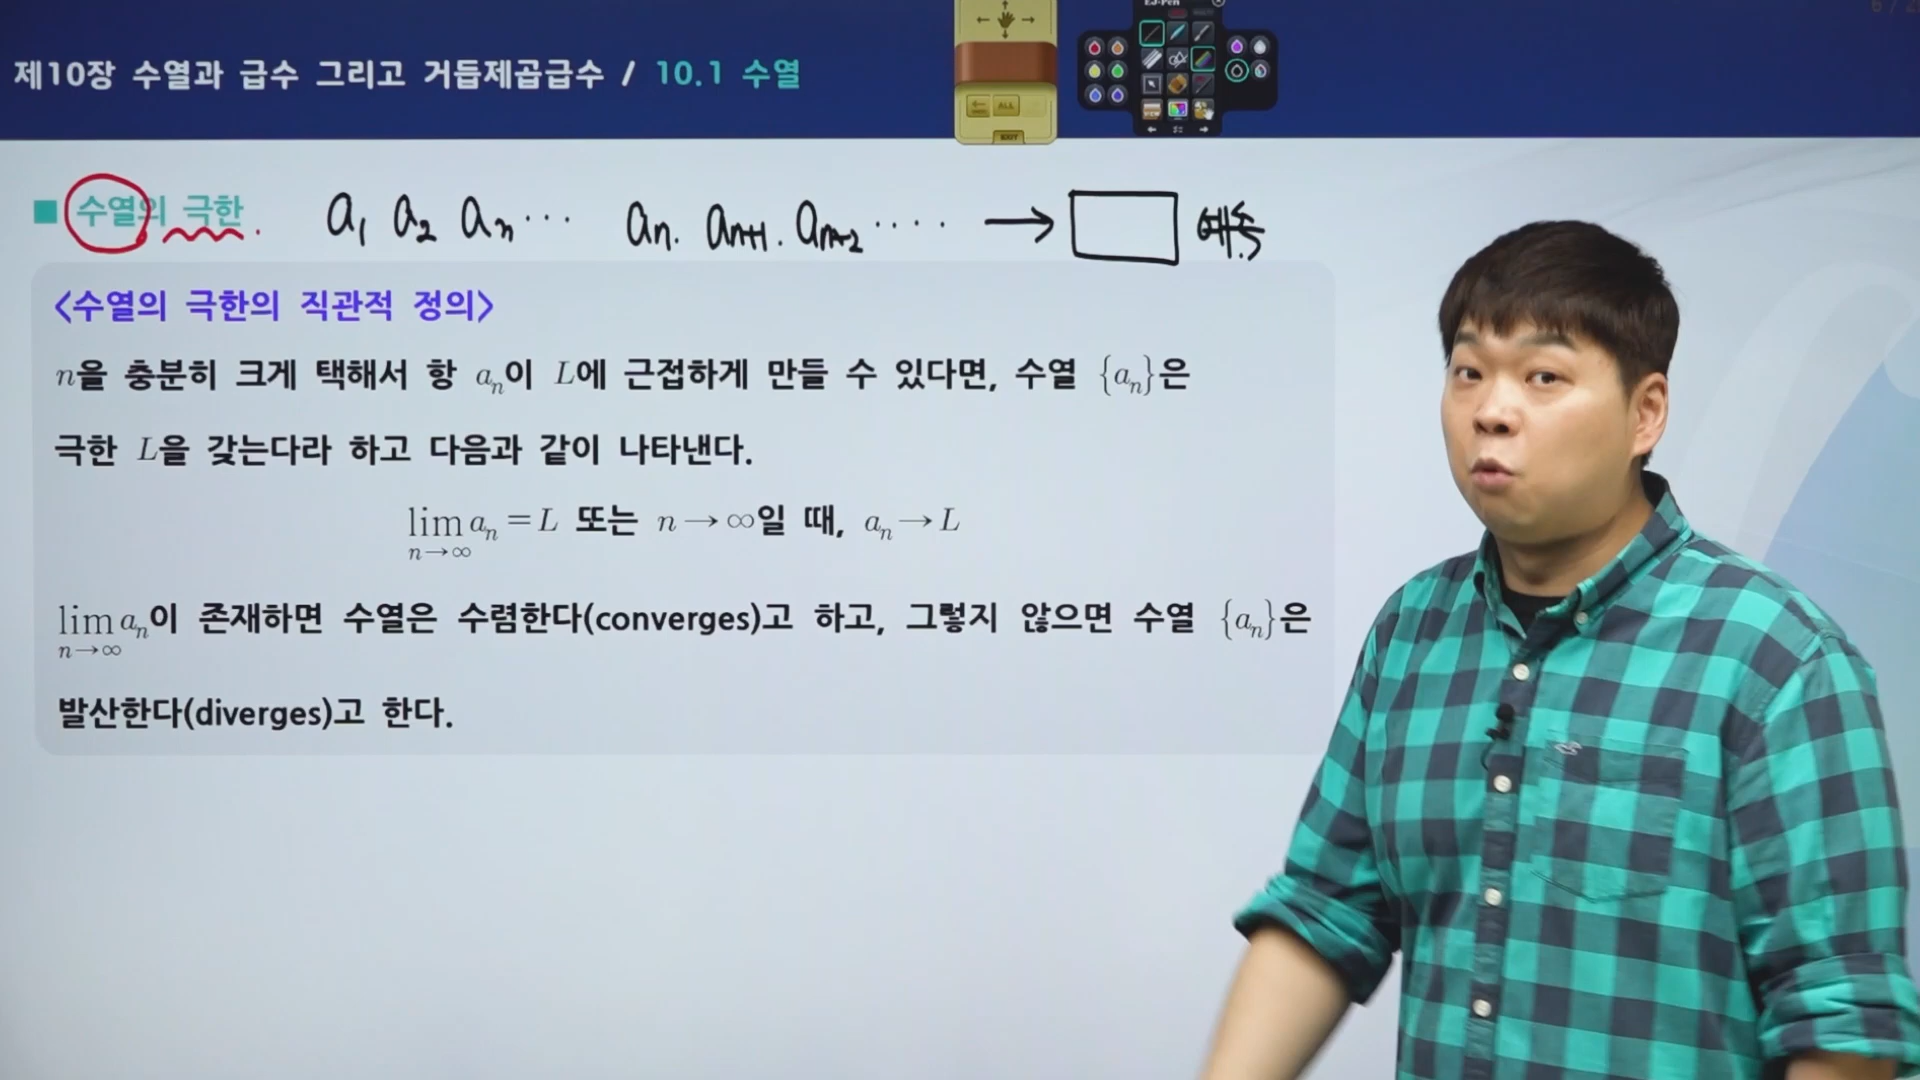 제10장 수열과 급수 그리고 거듭제곱급수 / 10.1 수열
수열의 극한
a₁ a₂ aₙ ··· aₙ. aₙ₊₁. aₙ₊₂ ···· → 예측
<수열의 극한의 직관적 정의>
n을 충분히 크게 택해서 항 aₙ이 L에 근접하게 만들 수 있다면, 수열 {aₙ}은
극한 L을 갖는다라 하고 다음과 같이 나타낸다.
lim aₙ = L 또는 n → ∞일 때, aₙ → L
n → ∞
lim aₙ이 존재하면 수열은 수렴한다(converges)고 하고, 그렇지 않으면 수열 {aₙ}은
n → ∞
발산한다(diverges)고 한다.
ALL
EXIT
VIEW